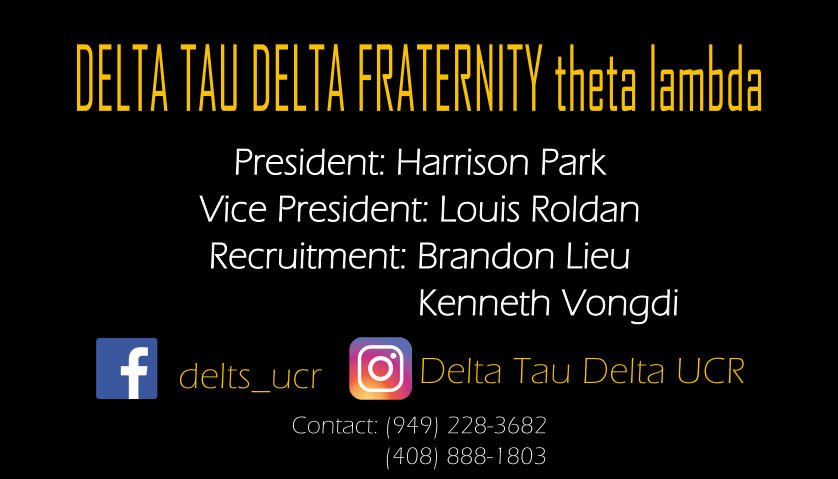 DELTA TAU DELTA FRATERNITY theta lambda
President: Harrison Park
Vice President: Louis Roldan
Recruitment: Brandon Lieu
Kenneth Vongdi
delts_ucr Delta Tau Delta UCR
Contact: (949) 228-3682
(408) 888-1803